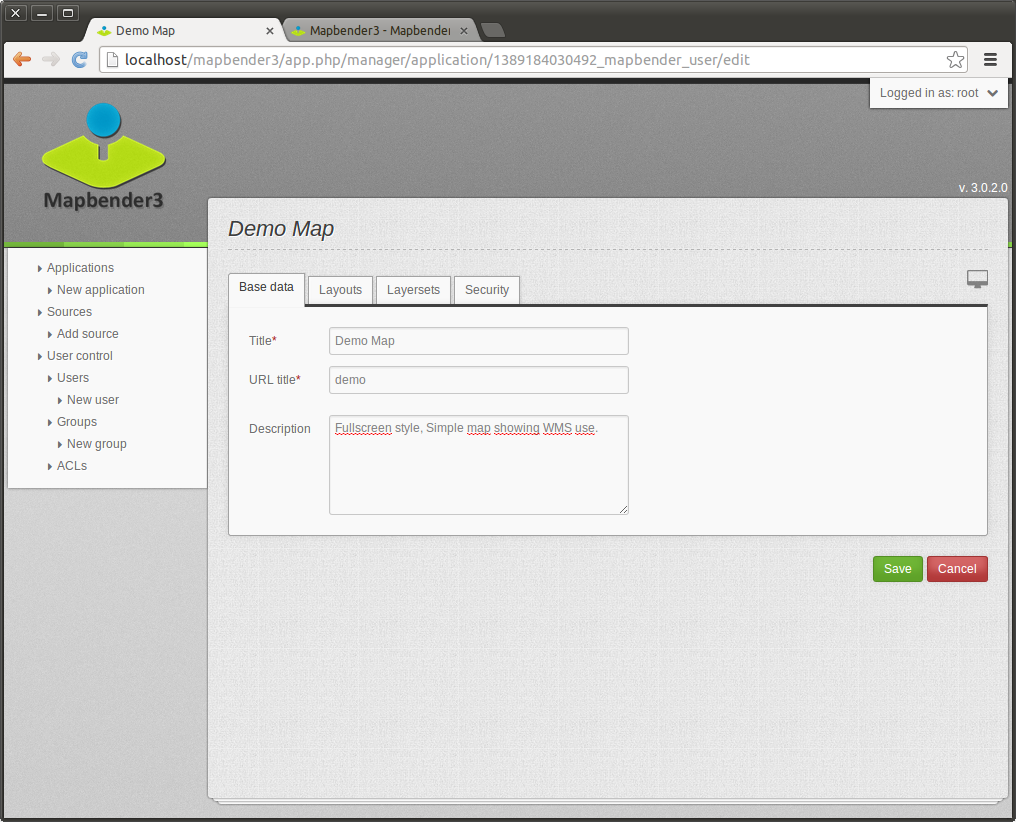 Demo Map
Mapbender3 - Mapbender
localhost/mapbender3/app.php/manager/application/1389184030492_mapbender_user/edit
Logged in as: root
Mapbender3
v. 3.0.2.0
Demo Map
Applications
New application
Sources
Add source
User control
Users
New user
Groups
New group
ACLs
Base data
Layouts
Layersets
Security
Title*
Demo Map
URL title*
demo
Description
Fullscreen style, Simple map showing WMS use.
Save
Cancel